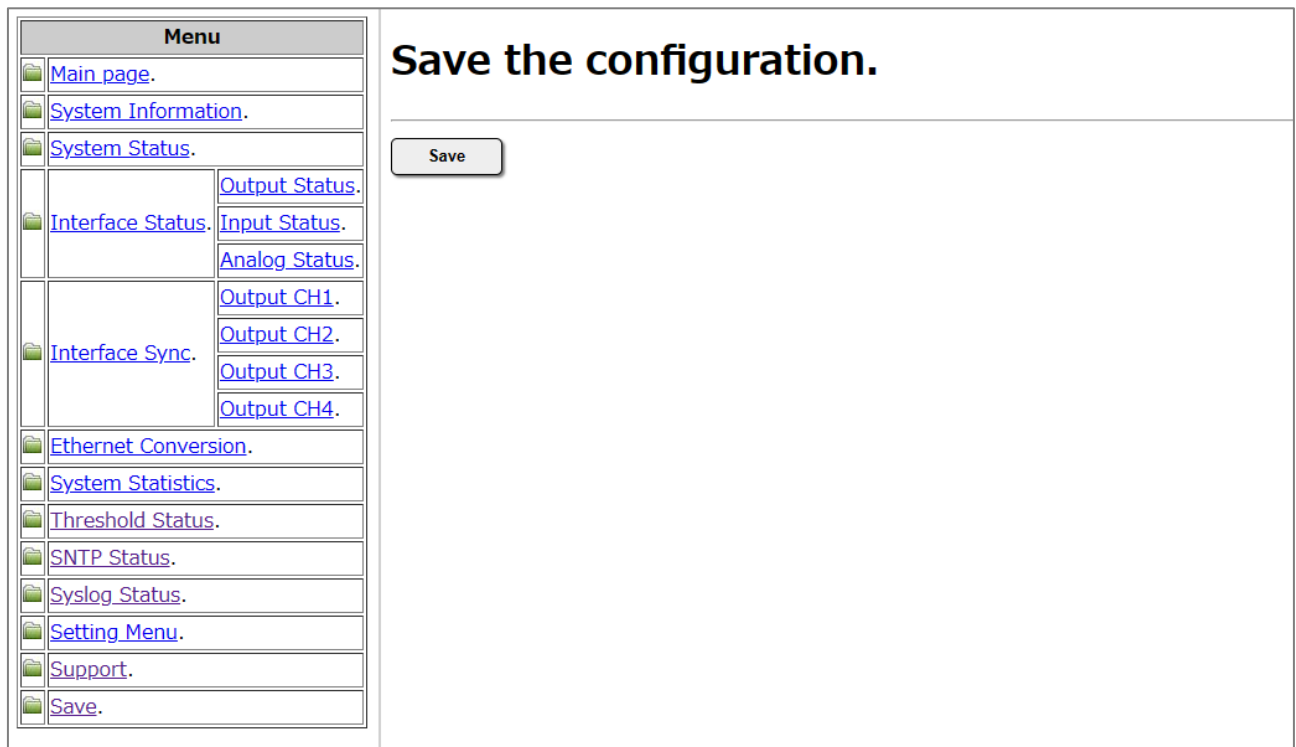 Menu
Main page.
System Information.
System Status.
Interface Status.
Output Status.
Input Status.
Analog Status.
Interface Sync.
Output CH1.
Output CH2.
Output CH3.
Output CH4.
Ethernet Conversion.
System Statistics.
Threshold Status.
SNTP Status.
Syslog Status.
Setting Menu.
Support.
Save.
Save the configuration.
Save